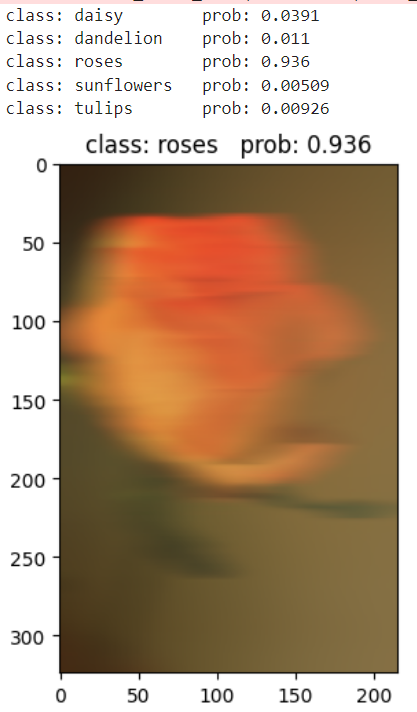 class: daisy prob: 0.0391
class: dandelion prob: 0.011
class: roses prob: 0.936
class: sunflowers prob: 0.00509
class: tulips prob: 0.00926
class: roses prob: 0.936
0
50
100
150
200
250
300
0 50 100 150 200